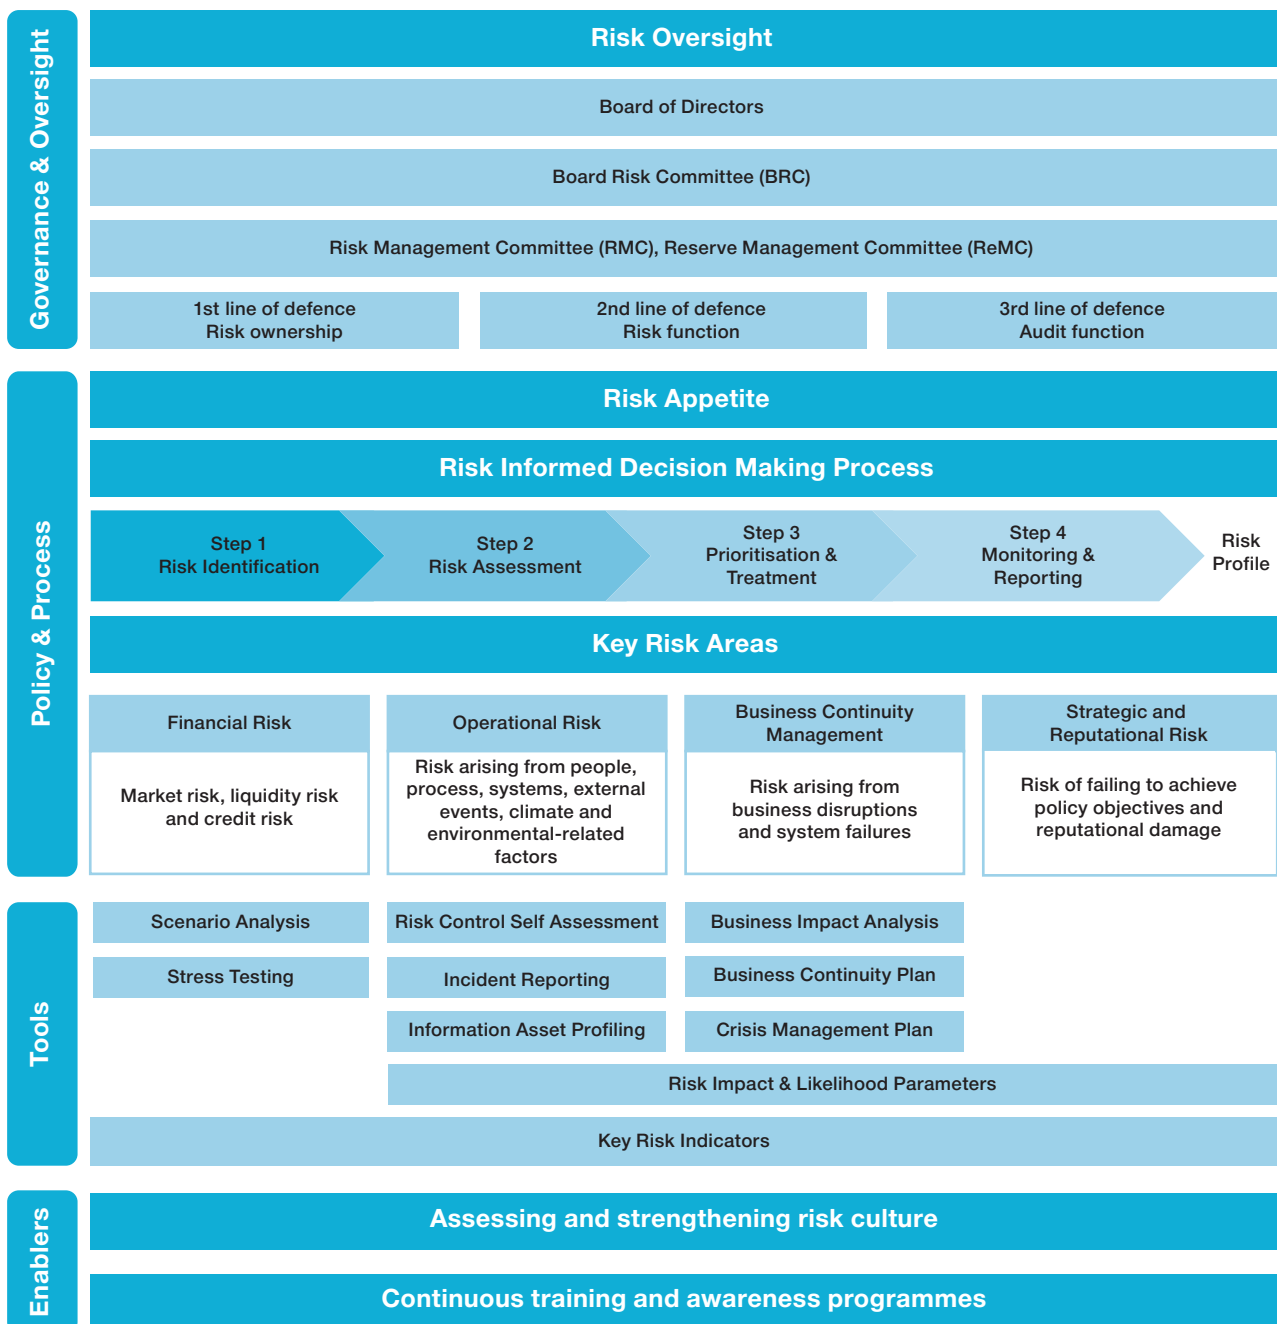 Governance & Oversight
Risk Oversight
Board of Directors
Board Risk Committee (BRC)
Risk Management Committee (RMC), Reserve Management Committee (ReMC)
1st line of defence
Risk ownership
2nd line of defence
Risk function
3rd line of defence
Audit function
Policy & Process
Risk Appetite
Risk Informed Decision Making Process
Step 1
Risk Identification
Step 2
Risk Assessment
Step 3
Prioritisation &
Treatment
Step 4
Monitoring &
Reporting
Risk
Profile
Key Risk Areas
Financial Risk
Market risk, liquidity risk
and credit risk
Operational Risk
Risk arising from people,
process, systems, external
events, climate and
environmental-related
factors
Business Continuity
Management
Risk arising from
business disruptions
and system failures
Strategic and
Reputational Risk
Risk of failing to achieve
policy objectives and
reputational damage
Tools
Scenario Analysis
Stress Testing
Risk Control Self Assessment
Incident Reporting
Information Asset Profiling
Business Impact Analysis
Business Continuity Plan
Crisis Management Plan
Risk Impact & Likelihood Parameters
Key Risk Indicators
Enablers
Assessing and strengthening risk culture
Continuous training and awareness programmes